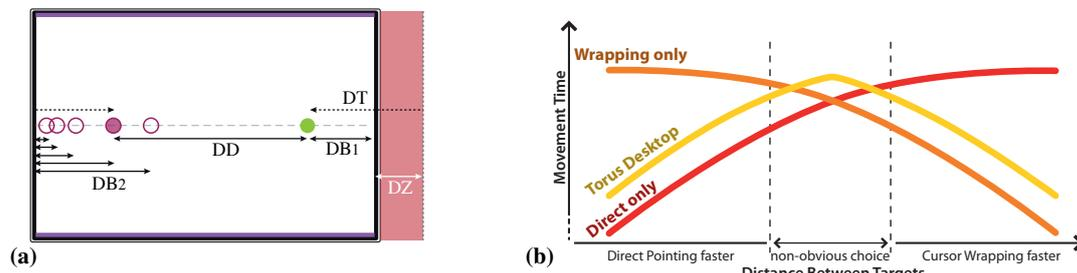 DT
DD
DB1
DB2
DZ
(a)
Movement Time
Wrapping only
Torus Desktop
Direct only
Direct Pointing faster
non-obvious choice
Cursor Wrapping faster
Distance Between Targets
(b)